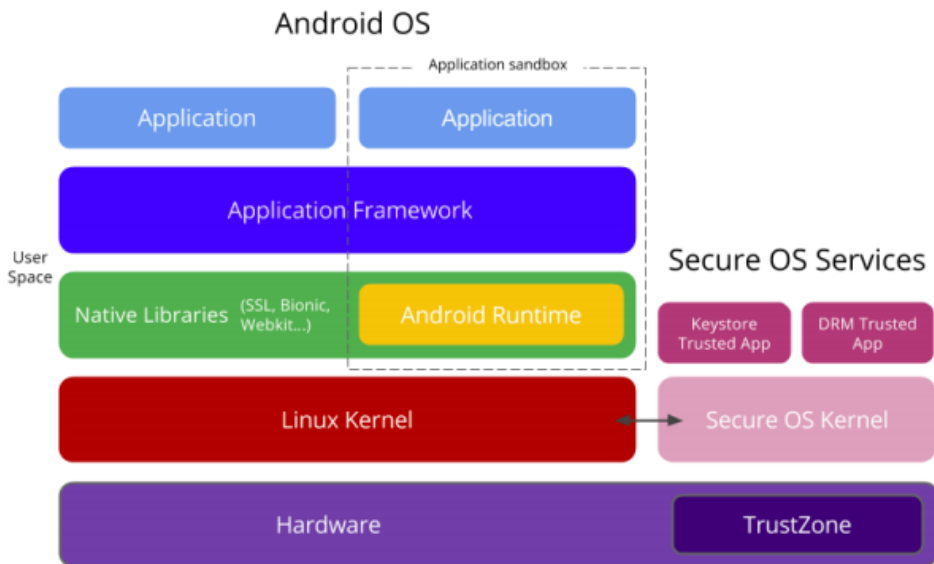 Android OS
Application sandbox
Application
Application
Application Framework
User
Space
Native Libraries
(SSL, Bionic,
Webkit...)
Android Runtime
Secure OS Services
Keystore
Trusted App
DRM Trusted
App
Linux Kernel
Secure OS Kernel
Hardware
TrustZone